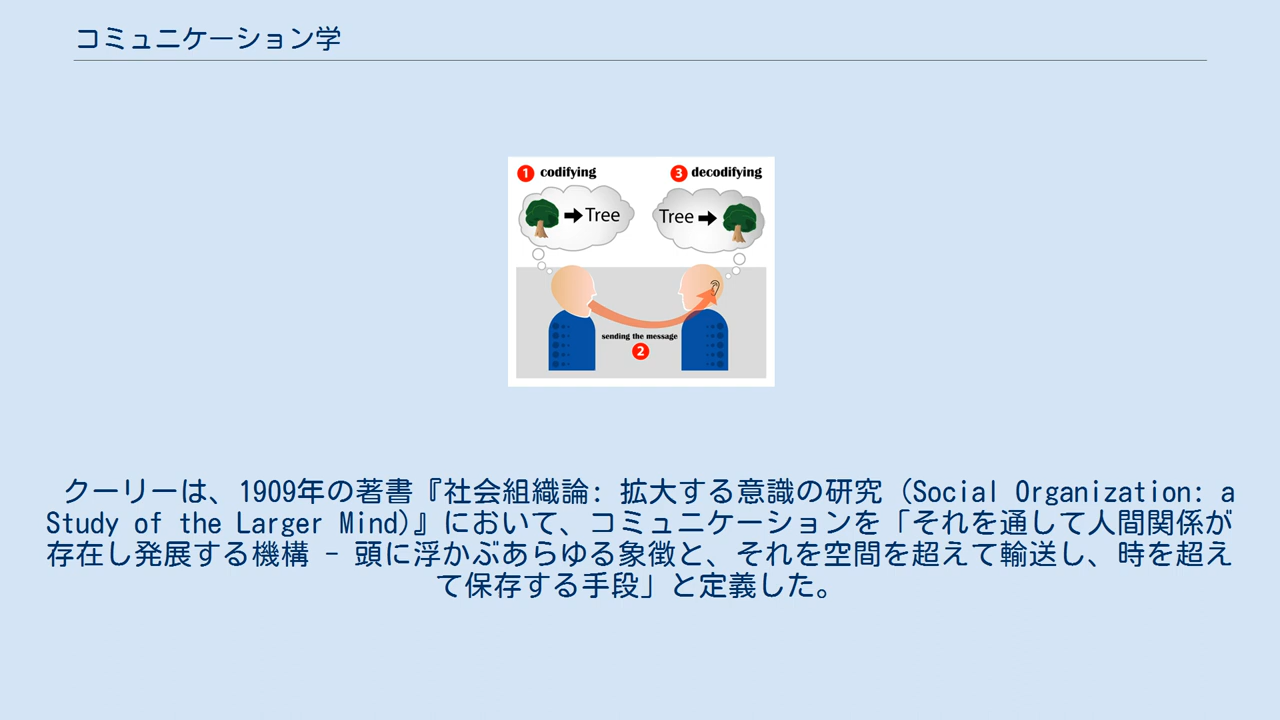 コミュニケーション学
1 codifying
3 decodifying
Tree
Tree
sending the message
2
クーリーは、1909年の著書『社会組織論: 拡大する意識の研究 (Social Organization: a
Study of the Larger Mind)』において、コミュニケーションを「それを通して人間関係が
存在し発展する機構 - 頭に浮かぶあらゆる象徴と、それを空間を超えて輸送し、時を超え
て保存する手段」と定義した。